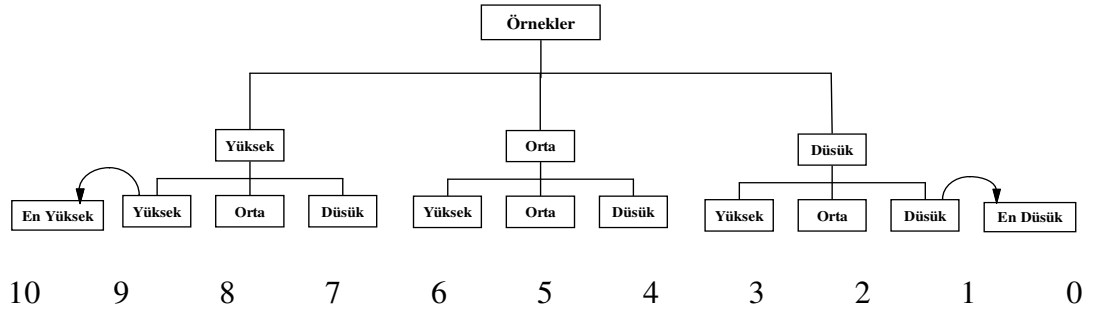 Örnekler
Yüksek Orta Düsük
En Yüksek Yüksek Orta Düsük Yüksek Orta Düsük Yüksek Orta Düsük En Düsük
10 9 8 7 6 5 4 3 2 1 0